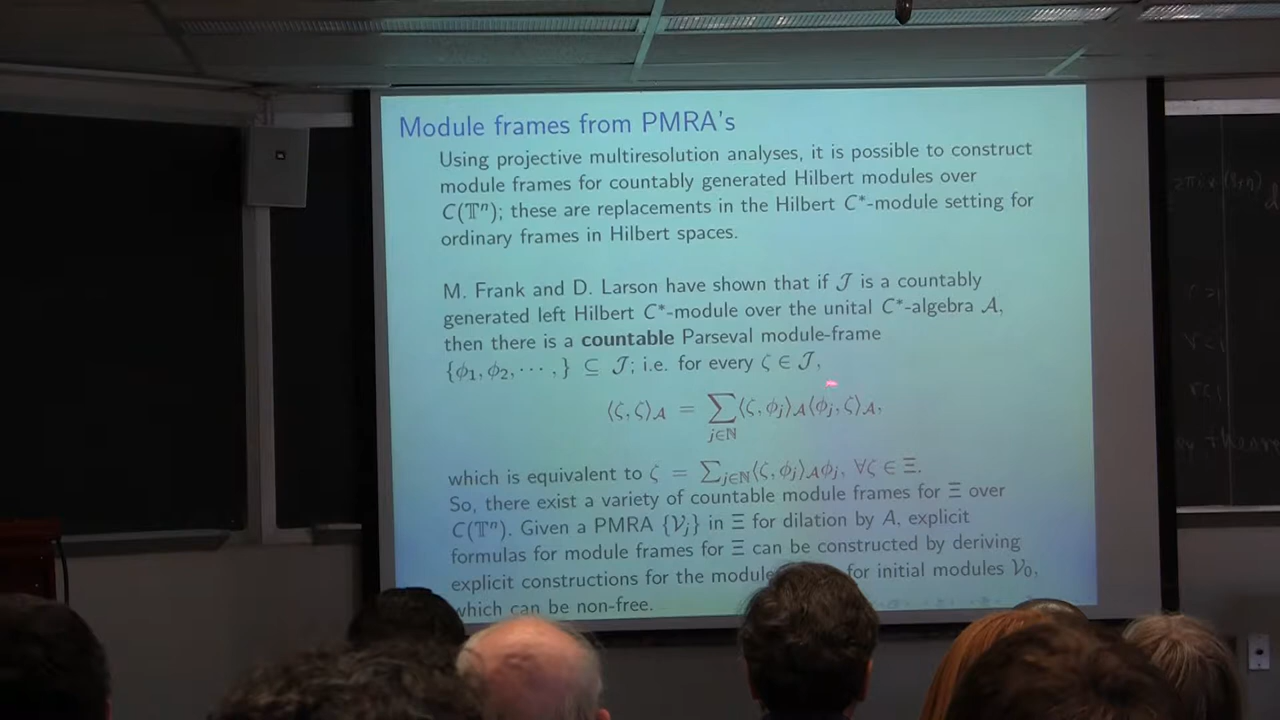 Module frames from PMRA's
Using projective multiresolution analyses, it is possible to construct
module frames for countably generated Hilbert modules over
C(𝕋ⁿ); these are replacements in the Hilbert C*-module setting for
ordinary frames in Hilbert spaces.
M. Frank and D. Larson have shown that if 𝒥 is a countably
generated left Hilbert C*-module over the unital C*-algebra 𝒜,
then there is a countable Parseval module-frame
{ϕ₁, ϕ₂, ⋯ , } ⊆ 𝒥; i.e. for every ζ ∈ 𝒥,
⟨ζ, ζ⟩𝒜 = ∑j∈ℕ⟨ζ, ϕj⟩𝒜⟨ϕj, ζ⟩𝒜,
which is equivalent to ζ = ∑j∈ℕ⟨ζ, ϕj⟩𝒜ϕj, ∀ζ ∈ Ξ.
So, there exist a variety of countable module frames for Ξ over
C(𝕋ⁿ). Given a PMRA {𝒱j} in Ξ for dilation by A, explicit
formulas for module frames for Ξ can be constructed by deriving
explicit constructions for the module for initial modules 𝒱₀,
which can be non-free.